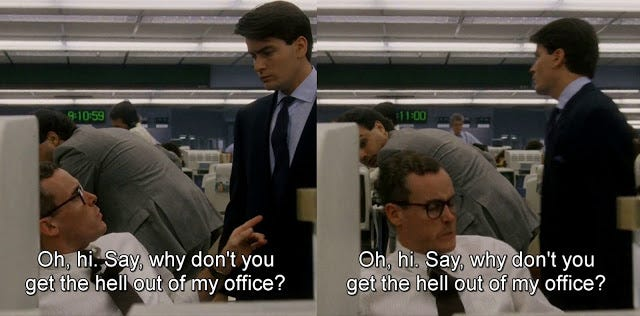 8:10:59
Oh, hi. Say, why don't you
get the hell out of my office?
:11:00
Oh, hi. Say, why don't you
get the hell out of my office?